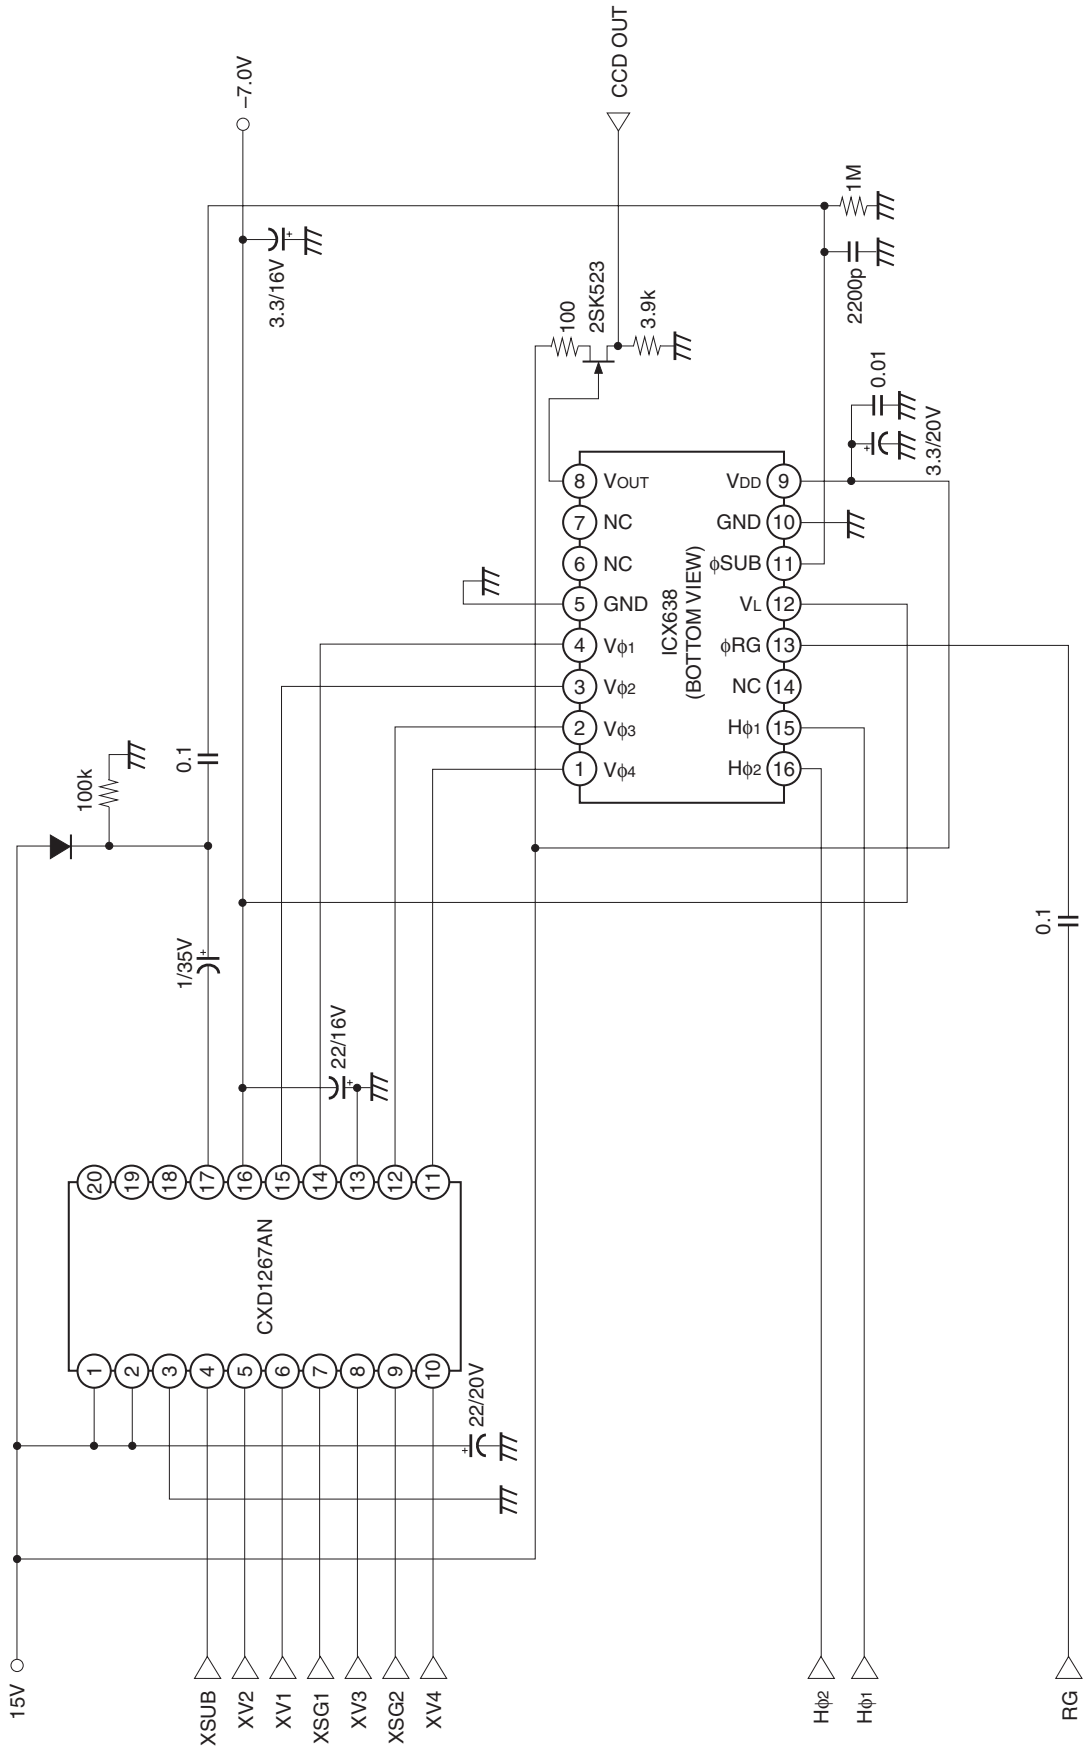 15V
XSUB
XV2
XV1
XSG1
XV3
XSG2
XV4
Hϕ2
Hϕ1
RG
1
2
3
4
5
6
7
8
9
10
22/20V
CXD1267AN
20
19
18
17
16
15
14
13
12
11
22/16V
1/35V
100k
0.1
0.1
–7.0V
3.3/16V
1 Vϕ4
2 Vϕ3
3 Vϕ2
4 Vϕ1
5 GND
6 NC
7 NC
8 VOUT
ICX638
(BOTTOM VIEW)
Hϕ2 16
Hϕ1 15
NC 14
ϕRG 13
VL 12
ϕSUB 11
GND 10
VDD 9
100
2SK523
3.9k
CCD OUT
3.3/20V
0.01
2200p
1M